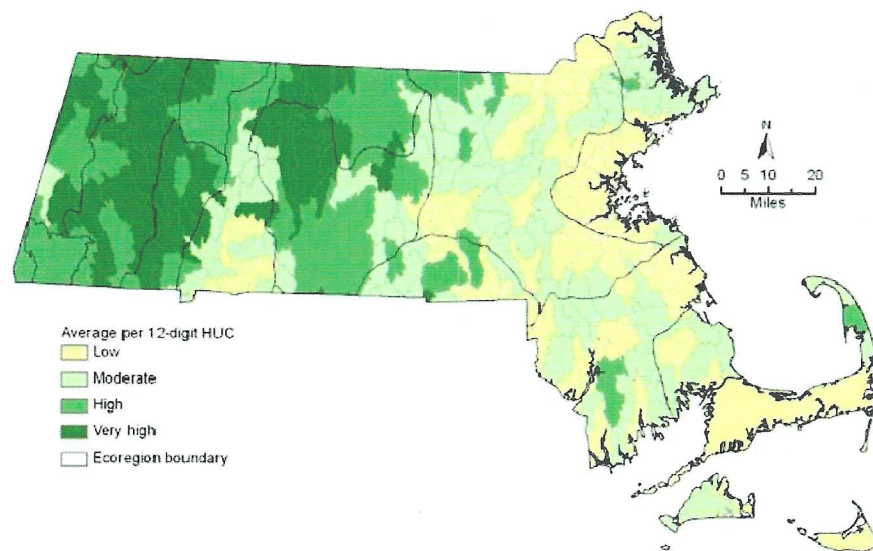 N
0 5 10 20
Miles
Average per 12-digit HUC
Low
Moderate
High
Very high
Ecoregion boundary